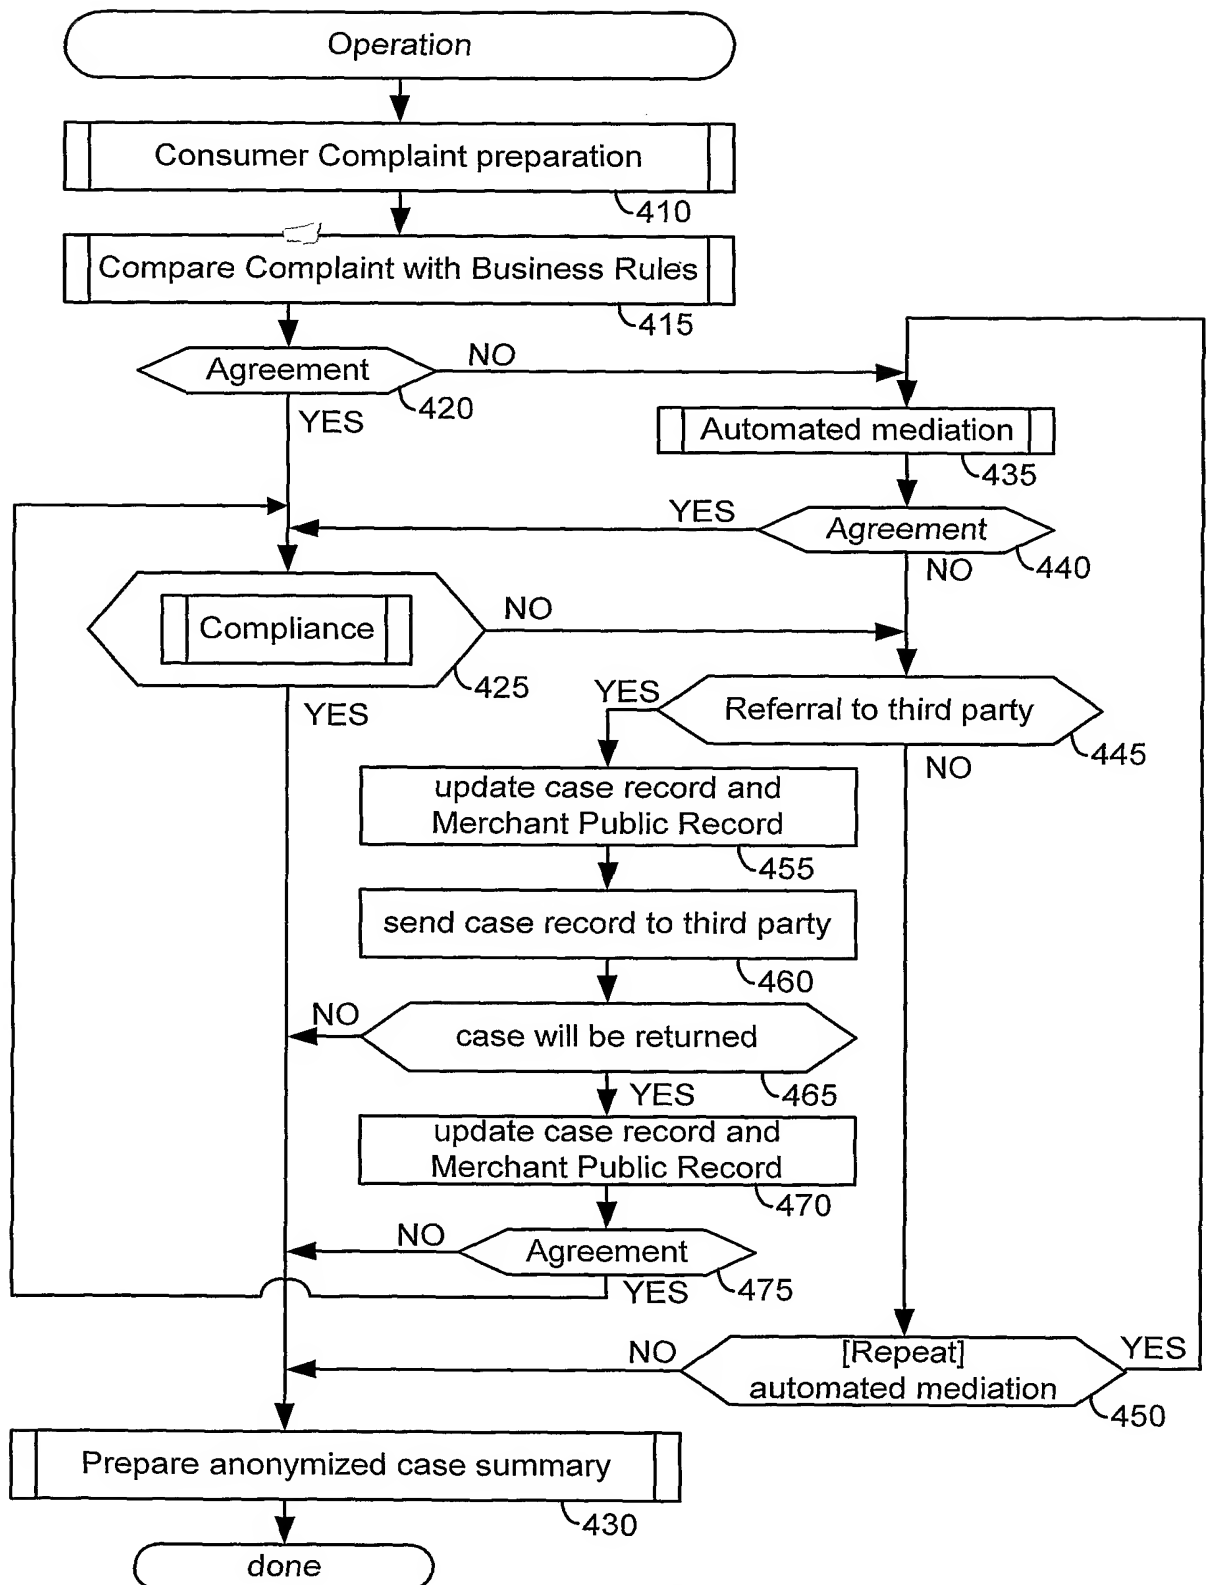 Operation
Consumer Complaint preparation
410
Compare Complaint with Business Rules
415
Agreement
NO
420
YES
Automated mediation
435
YES
Agreement
440
NO
Compliance
NO
425
YES
YES
Referral to third party
445
NO
update case record and
Merchant Public Record
455
send case record to third party
460
NO
case will be returned
465
YES
update case record and
Merchant Public Record
470
NO
Agreement
475
YES
NO
[Repeat]
automated mediation
YES
450
Prepare anonymized case summary
430
done